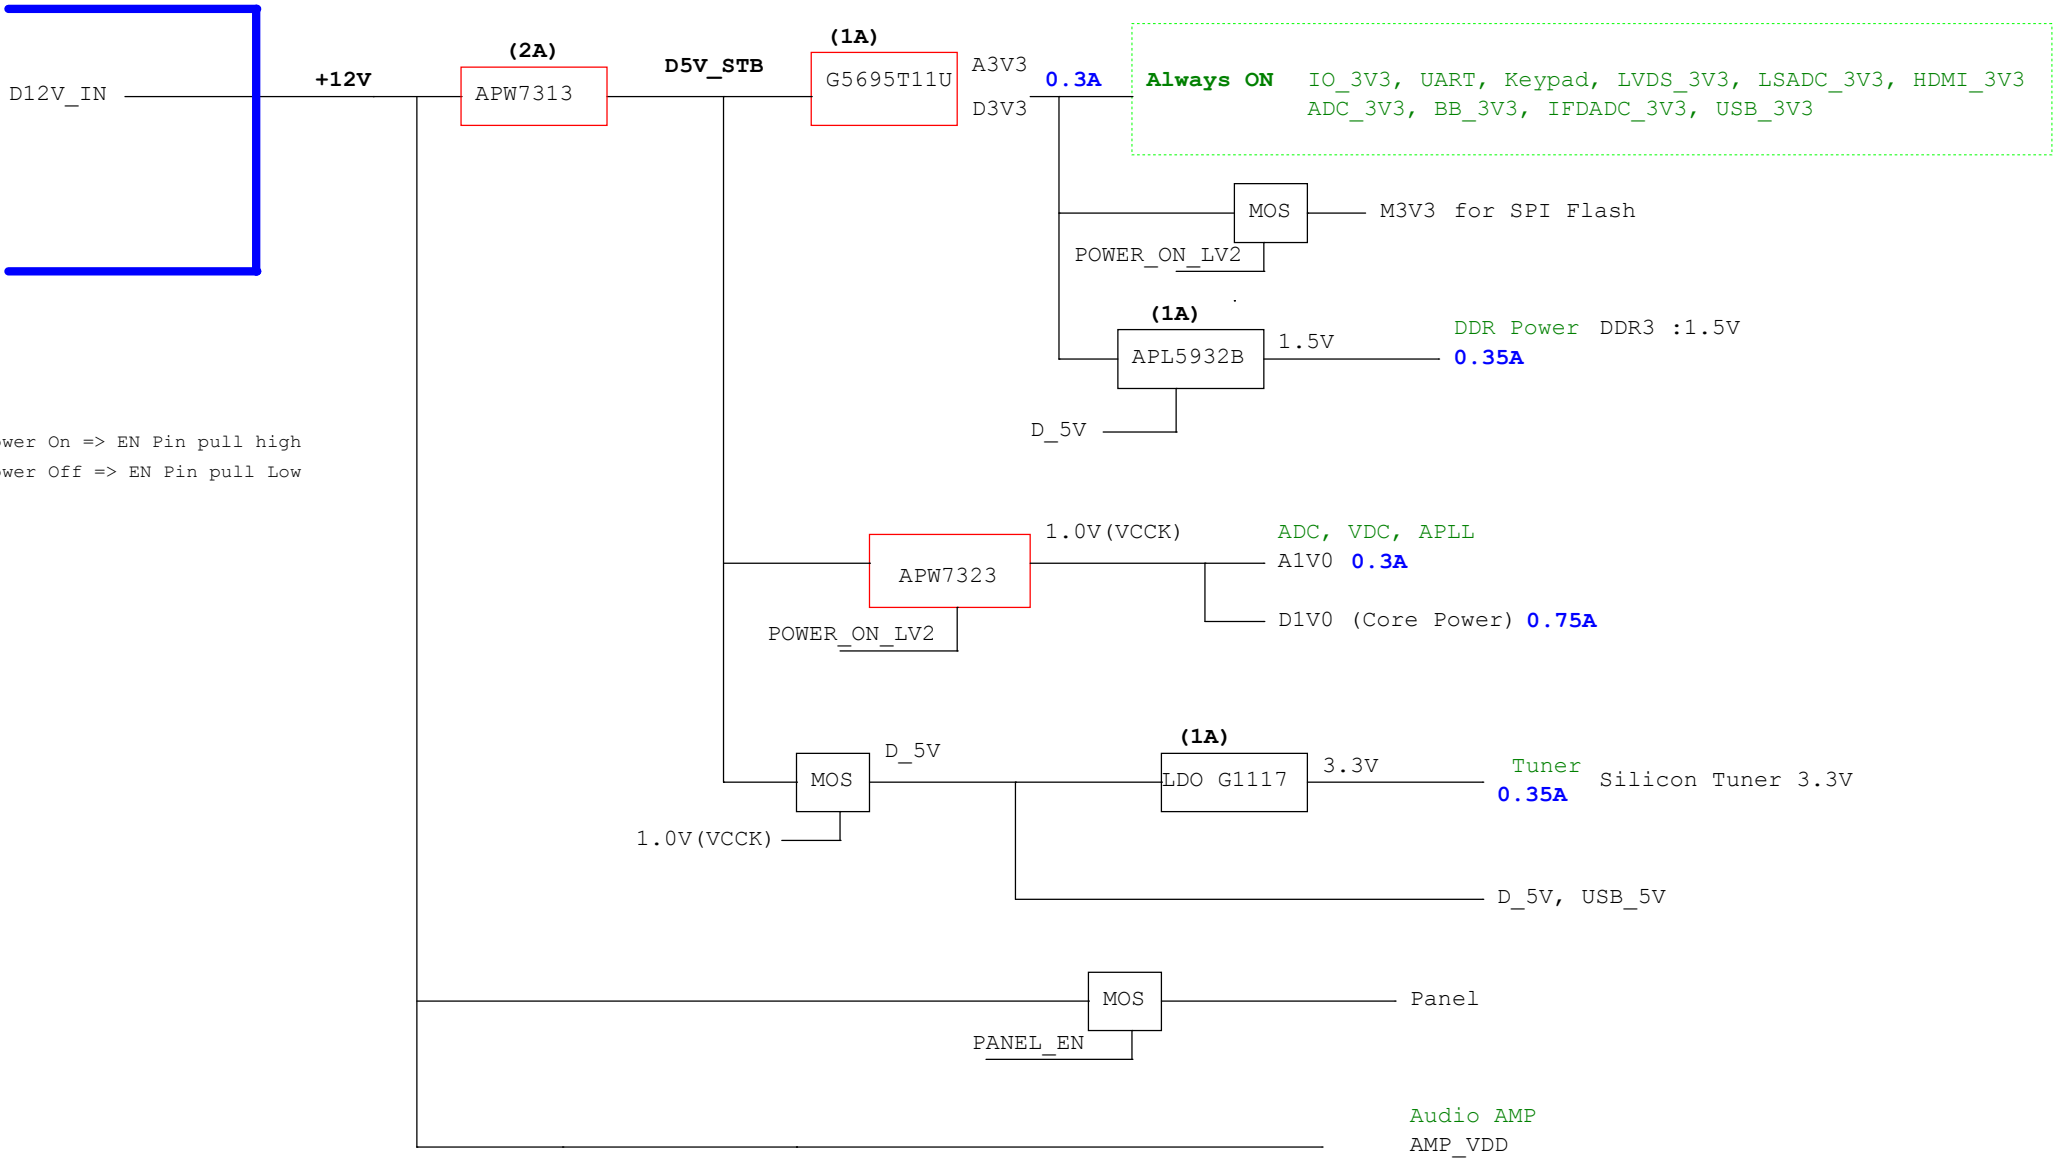 (1A)
(2A)
D5V_STB
A3V3
+12V
G5695T11U
0.3A
Always ON IO_3V3, UART, Keypad, LVDS_3V3, LSADC_3V3, HDMI_3V3
D12V_IN
APW7313
D3V3
ADC_3V3, BB_3V3, IFDADC_3V3, USB_3V3
MOS
M3V3 for SPI Flash
POWER_ON_LV2
(1A)
DDR Power DDR3 :1.5V
1.5V
APL5932B
0.35A
D_5V
ower On => EN Pin pull high
ower Off => EN Pin pull Low
1.0V(VCCK)
ADC, VDC, APLL
A1V0 0.3A
APW7323
D1V0 (Core Power) 0.75A
POWER_ON_LV2
(1A)
D_5V
3.3V
Tuner
MOS
LDO G1117
Silicon Tuner 3.3V
0.35A
1.0V(VCCK)
D_5V, USB_5V
MOS
Panel
PANEL_EN
Audio AMP
AMP_VDD